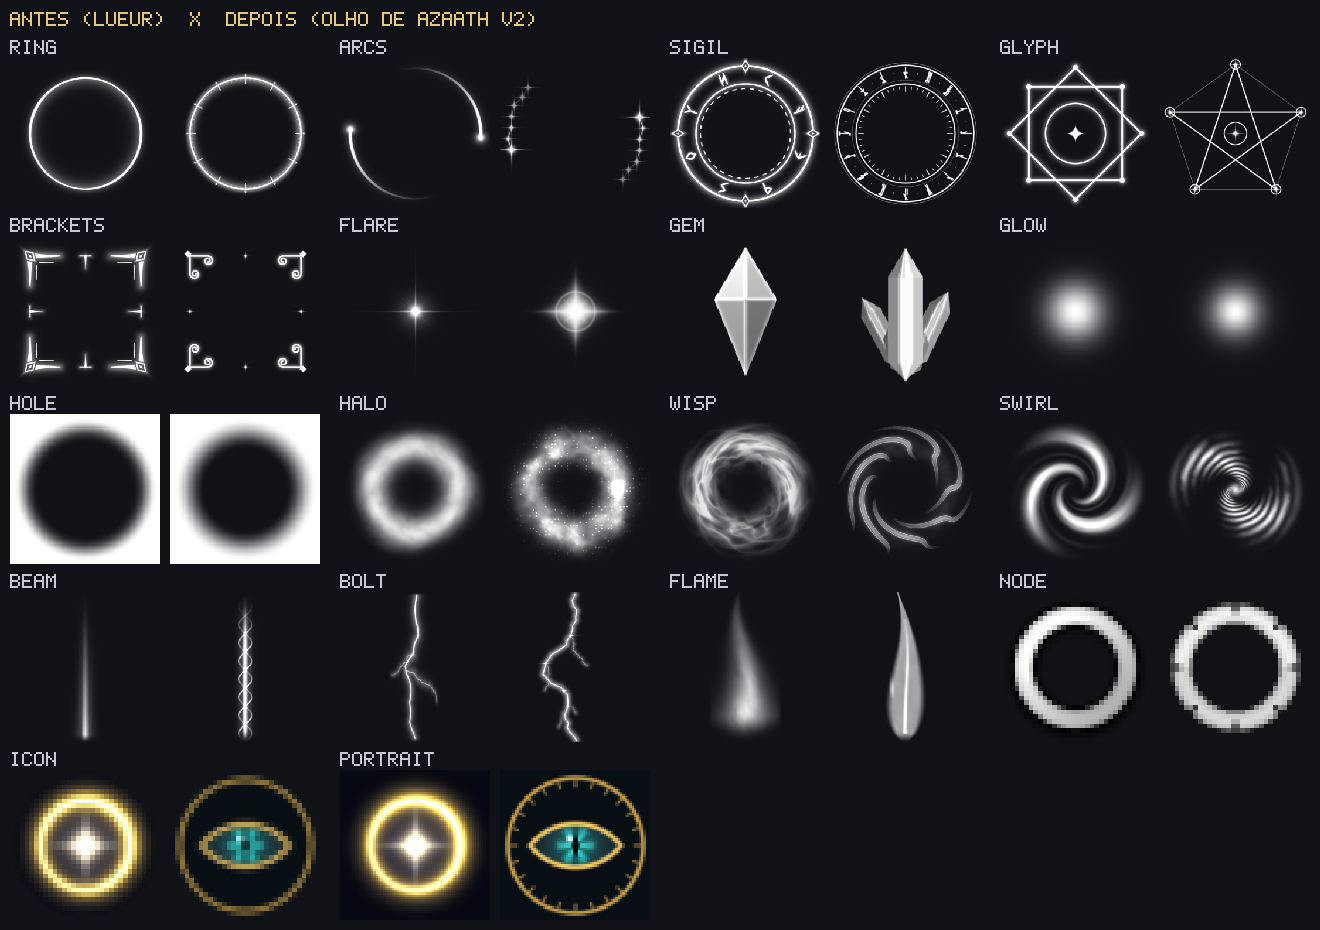 ANTES (LUEUR)  X  DEPOIS (OLHO DE AZAATH V2)
RING ARCS SIGIL GLYPH
BRACKETS FLARE GEM GLOW
HOLE HALO WISP SWIRL
BEAM BOLT FLAME NODE
ICON PORTRAIT